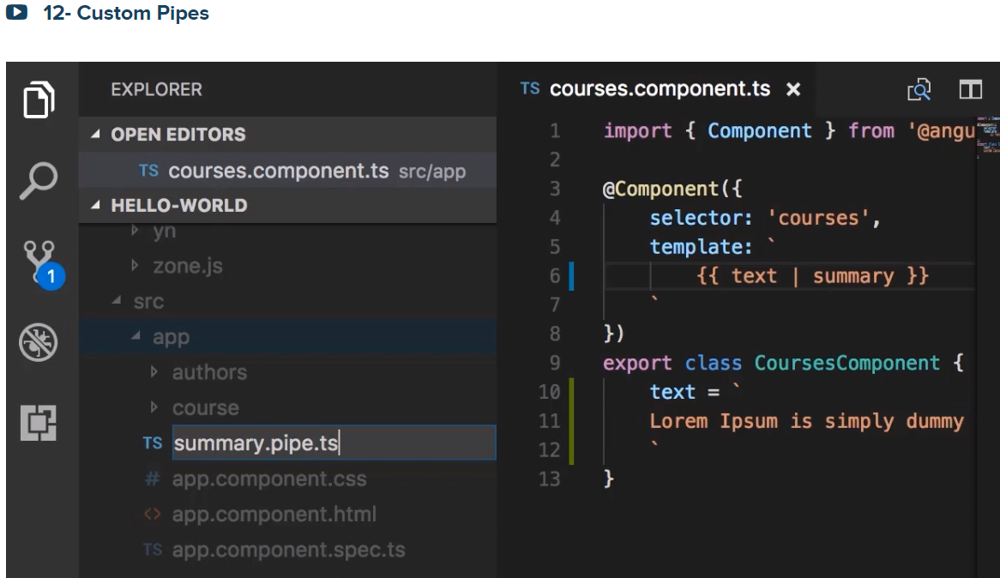 12- Custom Pipes
EXPLORER
OPEN EDITORS
TS courses.component.ts src/app
HELLO-WORLD
yn
zone.js
src
app
authors
course
TS summary.pipe.ts
# app.component.css
<> app.component.html
TS app.component.spec.ts
1
TS courses.component.ts ×
1 import { Component } from '@angu
2
3 @Component({
4 selector: 'courses',
5 template: `
6 {{ text | summary }}
7 `
8 })
9 export class CoursesComponent {
10 text = `
11 Lorem Ipsum is simply dummy
12 `
13 }